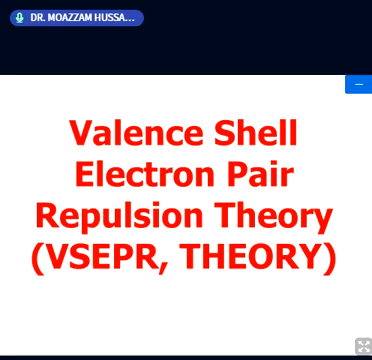 DR. MOAZZAM HUSSA...
Valence Shell
Electron Pair
Repulsion Theory
(VSEPR, THEORY)